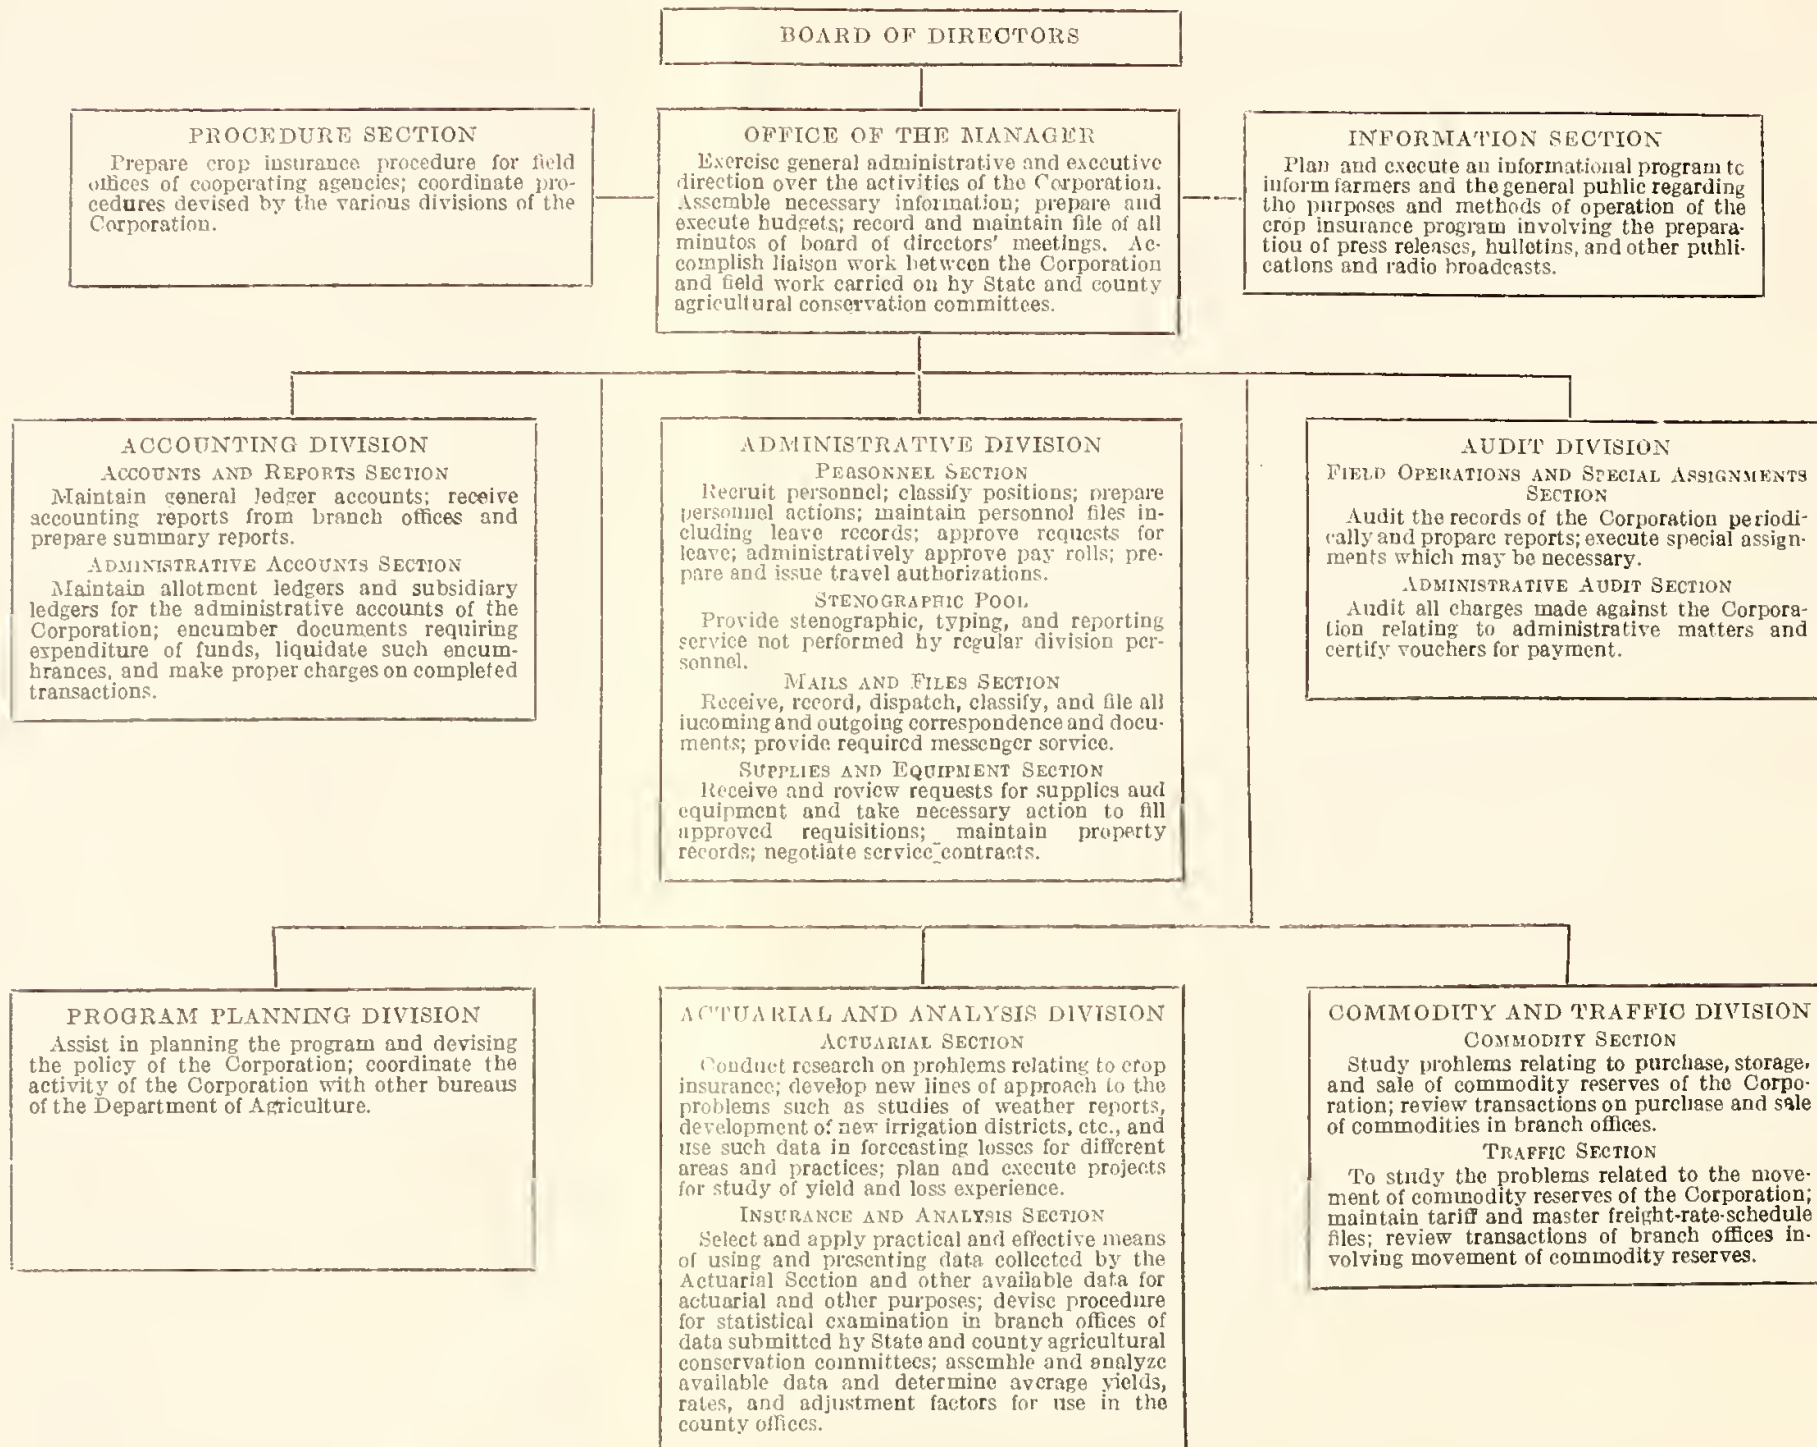 BOARD OF DIRECTORS
PROCEDURE SECTION
Prepare crop insurance procedure for field
offices of cooperating agencies; coordinate pro-
cedures devised by the various divisions of the
Corporation.
OFFICE OF THE MANAGER
Exercise general administrative and executive
direction over the activities of the Corporation.
Assemble necessary information; prepare and
execute budgets; record and maintain file of all
minutes of board of directors' meetings. Ac-
complish liaison work between the Corporation
and field work carried on by State and county
agricultural conservation committees.
INFORMATION SECTION
Plan and execute an informational program to
inform farmers and the general public regarding
the purposes and methods of operation of the
crop insurance program involving the prepara-
tion of press releases, bulletins, and other publi-
cations and radio broadcasts.
ACCOUNTING DIVISION
ACCOUNTS AND REPORTS SECTION
Maintain general ledger accounts; receive
accounting reports from branch offices and
prepare summary reports.
ADMINISTRATIVE ACCOUNTS SECTION
Maintain allotment ledgers and subsidiary
ledgers for the administrative accounts of the
Corporation; encumber documents requiring
expenditure of funds, liquidate such encum-
brances, and make proper charges on completed
transactions.
ADMINISTRATIVE DIVISION
PERSONNEL SECTION
Recruit personnel; classify positions; prepare
personnel actions; maintain personnel files in-
cluding leave records; approve requests for
leave; administratively approve pay rolls; pre-
pare and issue travel authorizations.
STENOGRAPHIC POOL
Provide stenographic, typing, and reporting
service not performed by regular division per-
sonnel.
MAILS AND FILES SECTION
Receive, record, dispatch, classify, and file all
incoming and outgoing correspondence and docu-
ments; provide required messenger service.
SUPPLIES AND EQUIPMENT SECTION
Receive and review requests for supplies and
equipment and take necessary action to fill
approved requisitions; maintain property
records; negotiate service contracts.
AUDIT DIVISION
FIELD OPERATIONS AND SPECIAL ASSIGNMENTS
SECTION
Audit the records of the Corporation periodi-
cally and prepare reports; execute special assign-
ments which may be necessary.
ADMINISTRATIVE AUDIT SECTION
Audit all charges made against the Corpora-
tion relating to administrative matters and
certify vouchers for payment.
PROGRAM PLANNING DIVISION
Assist in planning the program and devising
the policy of the Corporation; coordinate the
activity of the Corporation with other bureaus
of the Department of Agriculture.
ACTUARIAL AND ANALYSIS DIVISION
ACTUARIAL SECTION
Conduct research on problems relating to crop
insurance; develop new lines of approach to the
problems such as studies of weather reports,
development of new irrigation districts, etc., and
use such data in forecasting losses for different
areas and practices; plan and execute projects
for study of yield and loss experience.
INSURANCE AND ANALYSIS SECTION
Select and apply practical and effective means
of using and presenting data collected by the
Actuarial Section and other available data for
actuarial and other purposes; devise procedure
for statistical examination in branch offices of
data submitted by State and county agricultural
conservation committees; assemble and analyze
available data and determine average yields,
rates, and adjustment factors for use in the
county offices.
COMMODITY AND TRAFFIC DIVISION
COMMODITY SECTION
Study problems relating to purchase, storage,
and sale of commodity reserves of the Corpo-
ration; review transactions on purchase and sale
of commodities in branch offices.
TRAFFIC SECTION
To study the problems related to the move-
ment of commodity reserves of the Corporation;
maintain tariff and master freight-rate-schedule
files; review transactions of branch offices in-
volving movement of commodity reserves.